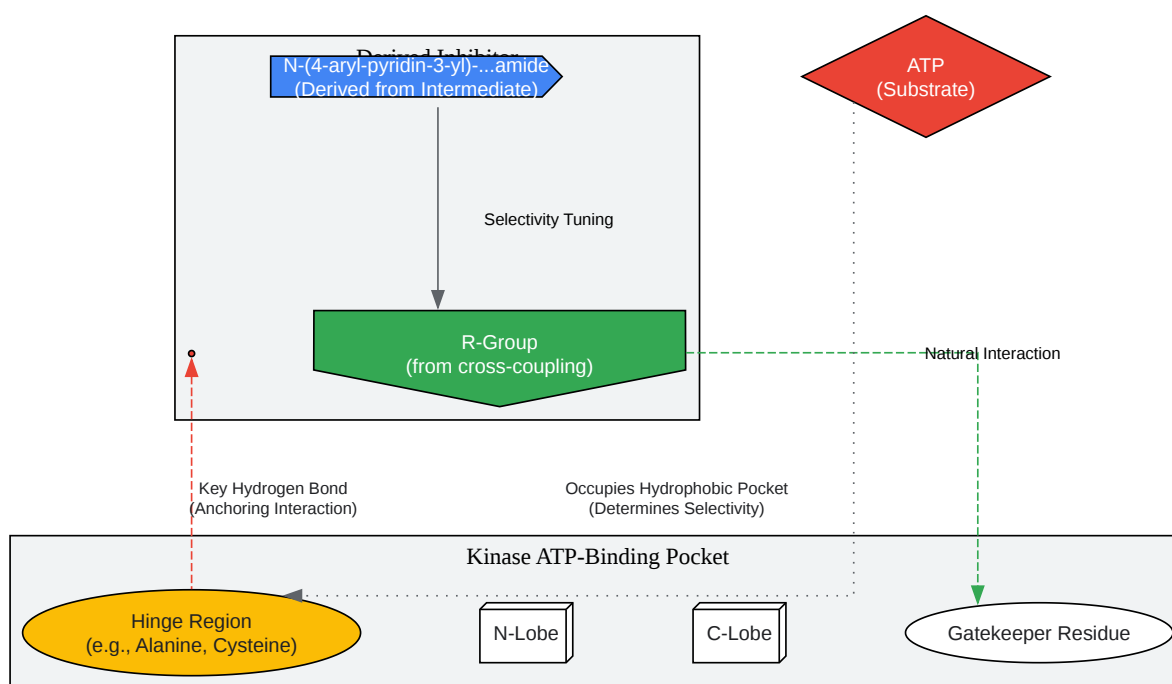 Derived Inhibitor
N-(4-aryl-pyridin-3-yl)-...amide
(Derived from Intermediate)
ATP
(Substrate)
Selectivity Tuning
R-Group
(from cross-coupling)
Natural Interaction
Key Hydrogen Bond
(Anchoring Interaction)
Occupies Hydrophobic Pocket
(Determines Selectivity)
Kinase ATP-Binding Pocket
Hinge Region
(e.g., Alanine, Cysteine)
N-Lobe
C-Lobe
Gatekeeper Residue